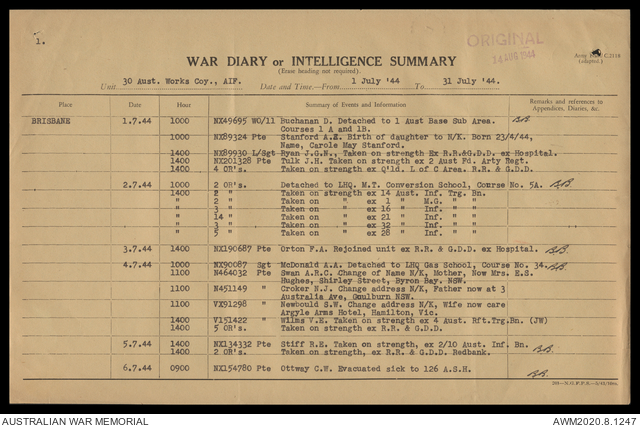 1.
ORIGINAL
24 AUG 1944
Army Form C.2118
(adapted.)
WAR DIARY or INTELLIGENCE SUMMARY
(Erase heading not required).
Unit 30 Aust. Works Coy., AIF. Date and Time.—From 1 July '44 To 31 July '44.
Place Date Hour Summary of Events and Information Remarks and references to Appendices, Diaries, &c.
BRISBANE 1.7.44 1000 NX49695 WO/11 Buchanan D. Detached to 1 Aust Base Sub Area.
Courses 1 A and 1B.
1000 NX89324 Pte Stanford A.E. Birth of daughter to N/K. Born 23/4/44,
Name, Carole May Stanford.
1400 NX89930 L/Sgt Ryan J.G.N., Taken on strength Ex R.R.&G.D.D. ex Hospital.
1400 NX201328 Pte Tulk J.H. Taken on strength ex 2 Aust Fd. Arty Regt.
1400 4 OR's. Taken on strength ex Q'ld. L of C Area. R.R. & G.D.D.
2.7.44 1000 2 OR's. Detached to LHQ. M.T. Conversion School, Course No. 5A. BB.
1400 2 " Taken on strength ex 14 Aust. Inf. Trg. Bn.
" 2 " Taken on " ex 1 " M.G. " "
" 3 " Taken on " ex 16 " Inf. " "
" 14 " Taken on " ex 21 " Inf. " "
" 3 " Taken on " ex 32 " Inf. " "
" 5 " Taken on " ex 28 " Inf. " "
3.7.44 1400 NX190687 Pte Orton F.A. Rejoined unit ex R.R. & G.D.D. ex Hospital. BB.
4.7.44 1000 NX90087 Sgt McDonald A.A. Detached to LHQ Gas School, Course No. 34. BB.
1100 N464032 Pte Swan A.R.C. Change of Name N/K, Mother, Now Mrs. E.S.
Hughes, Shirley Street, Byron Bay. NSW.
1100 N451149 " Croker N.J. Change address N/K, Father now at 3
Australia Ave, Goulburn NSW.
1100 VX91298 " Newbould S.W. Change address N/K, Wife now care
Argyle Arms Hotel, Hamilton, Vic.
1400 V151422 " Wilms V.E. Taken on strength ex 4 Aust. Rft.Trg.Bn. (JW)
1400 5 OR's. Taken on strength ex R.R. & G.D.D.
5.7.44 1400 NX134332 Pte Stiff R.E. Taken on strength, ex 2/10 Aust. Inf. Bn.
1400 2 OR's. Taken on strength, ex R.R. & G.D.D. Redbank. BB.
6.7.44 0900 NX154780 Pte Ottway C.W. Evacuated sick to 126 A.S.H. BB.
AUSTRALIAN WAR MEMORIAL
AWM2020.8.1247